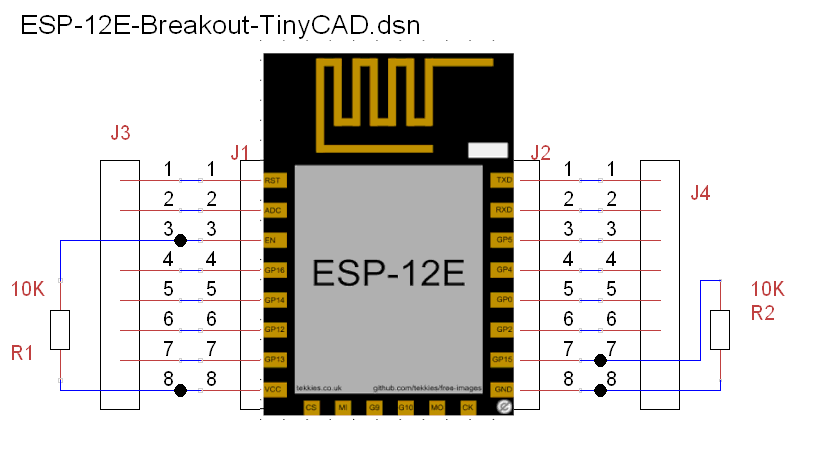 ESP-12E-Breakout-TinyCAD.dsn
J3
J1
J2
J4
1 1 RST TXD 1 1
2 2 ADC RXD 2 2
3 3 EN GP5 3 3
4 4 GP16 GP4 4 4
ESP-12E
10K 5 5 GP14 GP0 5 5 10K
6 6 GP12 GP2 6 6 R2
R1 7 7 GP13 GP15 7 7
8 8 VCC GND 8 8
tekkies.co.uk github.com/tekkies/free-images
CS MI G9 G10 MO CK